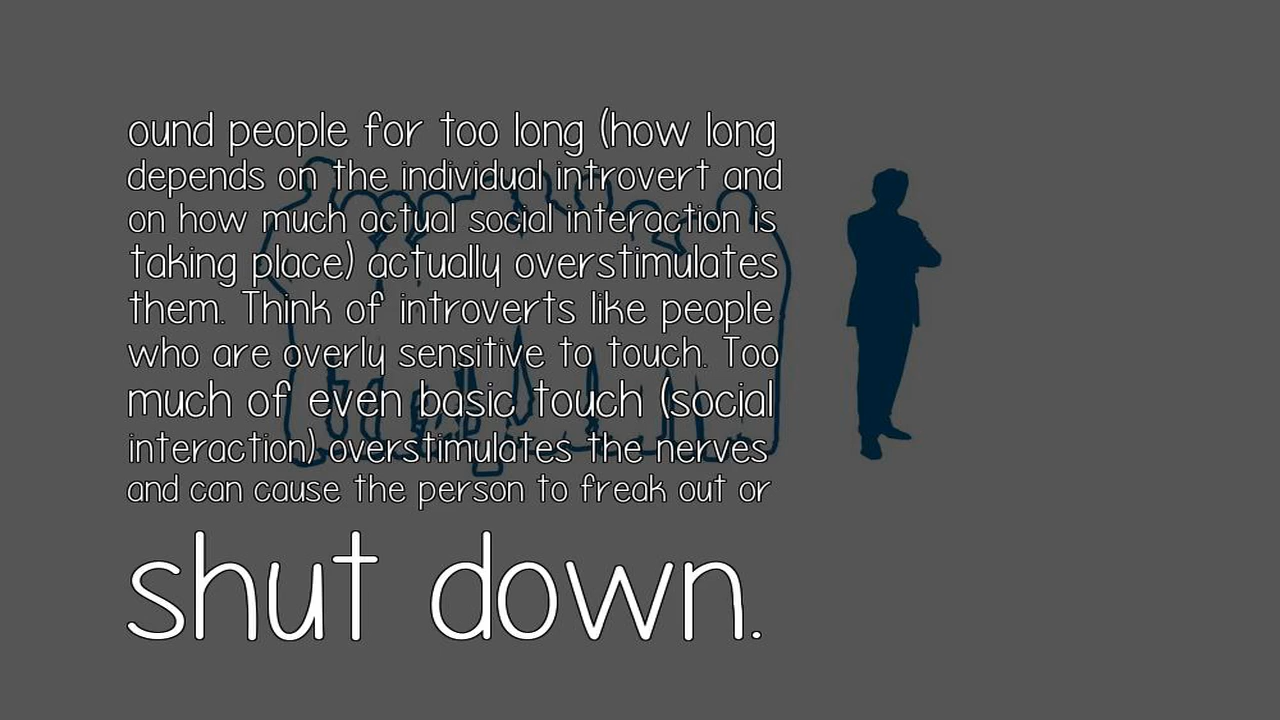 ound people for too long (how long
depends on the individual introvert and
on how much actual social interaction is
taking place) actually overstimulates
them. Think of introverts like people
who are overly sensitive to touch. Too
much of even basic touch (social
interaction) overstimulates the nerves
and can cause the person to freak out or
shut down.